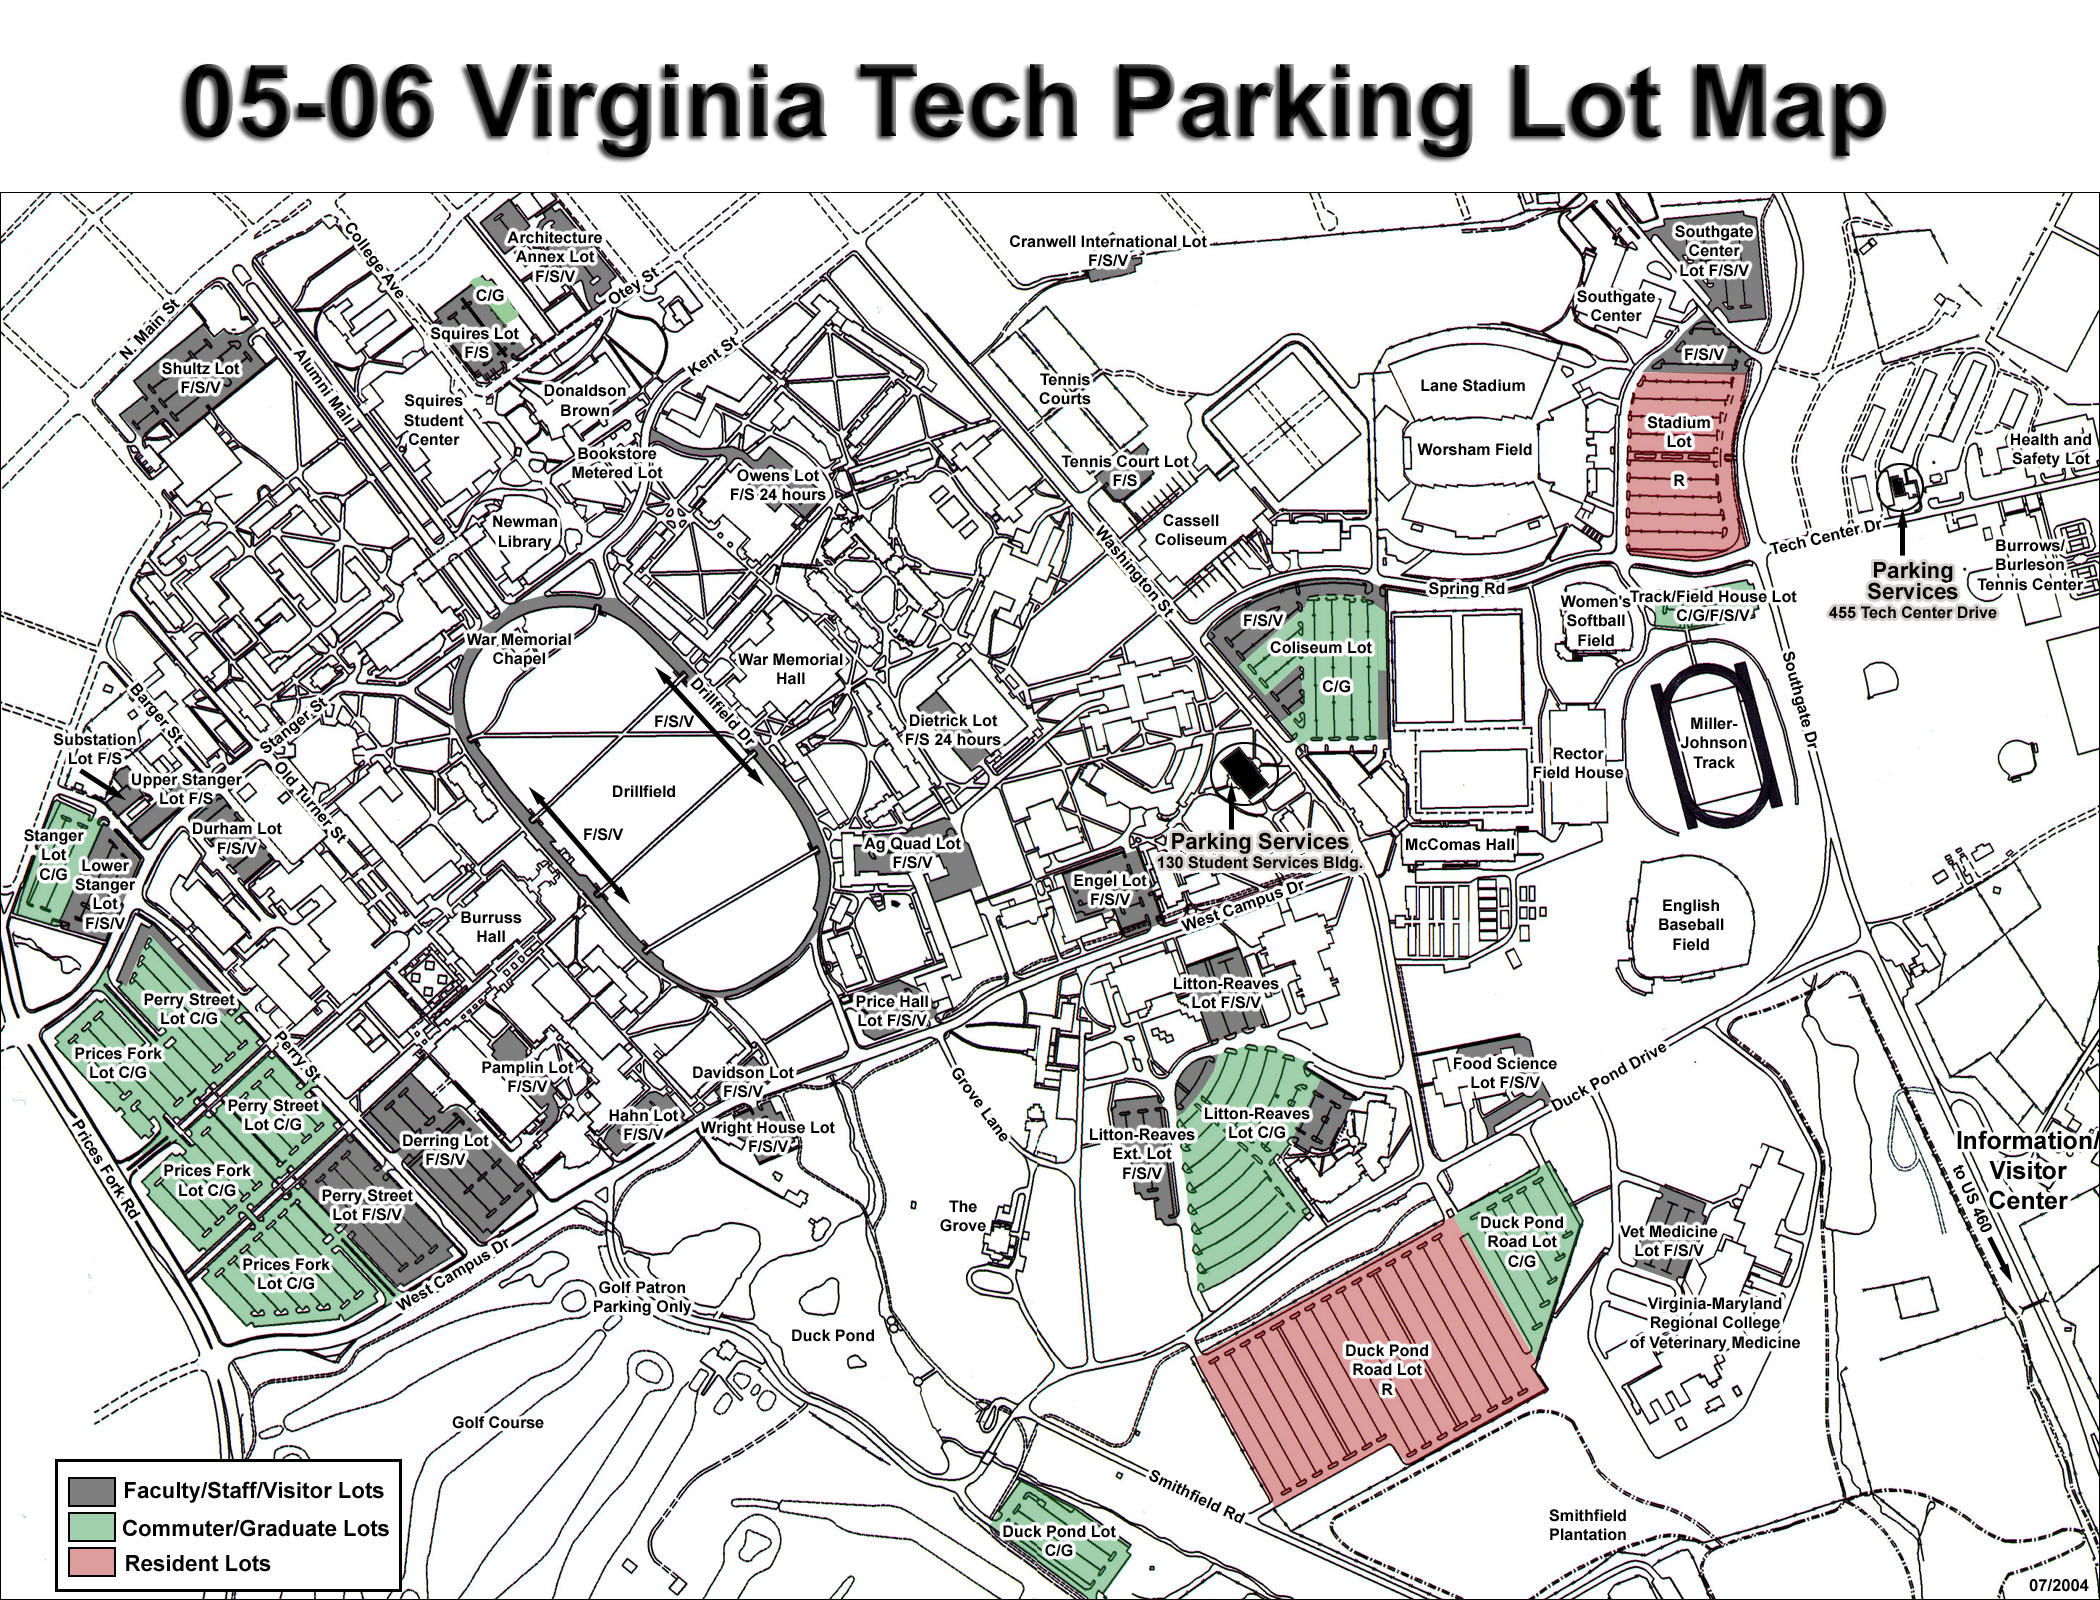 05-06 Virginia Tech Parking Lot Map
Architecture
Annex Lot
F/S/V
College Ave
C/G
Otey St
Squires Lot
F/S
N. Main St
Shultz Lot
F/S/V
Alumni Mall
Squires
Student
Center
Donaldson
Brown
Kent St
Bookstore
Metered Lot
Owens Lot
F/S 24 hours
Newman
Library
Cranwell International Lot
F/S/V
Tennis
Courts
Tennis Court Lot
F/S
Cassell
Coliseum
Washington St
Lane Stadium
Worsham Field
Southgate
Center
Lot F/S/V
Southgate
Center
F/S/V
Stadium
Lot
R
Health and
Safety Lot
Tech Center Dr
Parking
Services
455 Tech Center Drive
Burrows/
Burleson
Tennis Center
Spring Rd
Women's
Softball
Field
Track/Field House Lot
C/G/F/S/V
F/S/V
Coliseum Lot
C/G
War Memorial
Chapel
War Memorial
Hall
Drillfield Dr
F/S/V
Drillfield
F/S/V
Dietrick Lot
F/S 24 hours
Miller-
Johnson
Track
Rector
Field House
Southgate Dr
Barger St
Stanger St
Old Turner St
Substation
Lot F/S
Upper Stanger
Lot F/S
Durham Lot
F/S/V
Stanger
Lot
C/G
Lower
Stanger
Lot
F/S/V
Ag Quad Lot
F/S/V
Parking Services
130 Student Services Bldg.
McComas Hall
Engel Lot
F/S/V
West Campus Dr
English
Baseball
Field
Burruss
Hall
Litton-Reaves
Lot F/S/V
Price Hall
Lot F/S/V
Perry Street
Lot C/G
Prices Fork
Lot C/G
Perry St
Perry Street
Lot C/G
Pamplin Lot
F/S/V
Davidson Lot
F/S/V
Hahn Lot
F/S/V
Wright House Lot
F/S/V
Grove Lane
Food Science
Lot F/S/V
Duck Pond Drive
Litton-Reaves
Lot C/G
Litton-Reaves
Ext. Lot
F/S/V
Derring Lot
F/S/V
Prices Fork Rd
Prices Fork
Lot C/G
Perry Street
Lot F/S/V
Prices Fork
Lot C/G
West Campus Dr
The
Grove
Information/
Visitor
Center
to US 460
Duck Pond
Road Lot
C/G
Vet Medicine
Lot F/S/V
Golf Patron
Parking Only
Duck Pond
Virginia-Maryland
Regional College
of Veterinary Medicine
Duck Pond
Road Lot
R
Golf Course
Smithfield Rd
Smithfield
Plantation
Duck Pond Lot
C/G
Faculty/Staff/Visitor Lots
Commuter/Graduate Lots
Resident Lots
07/2004